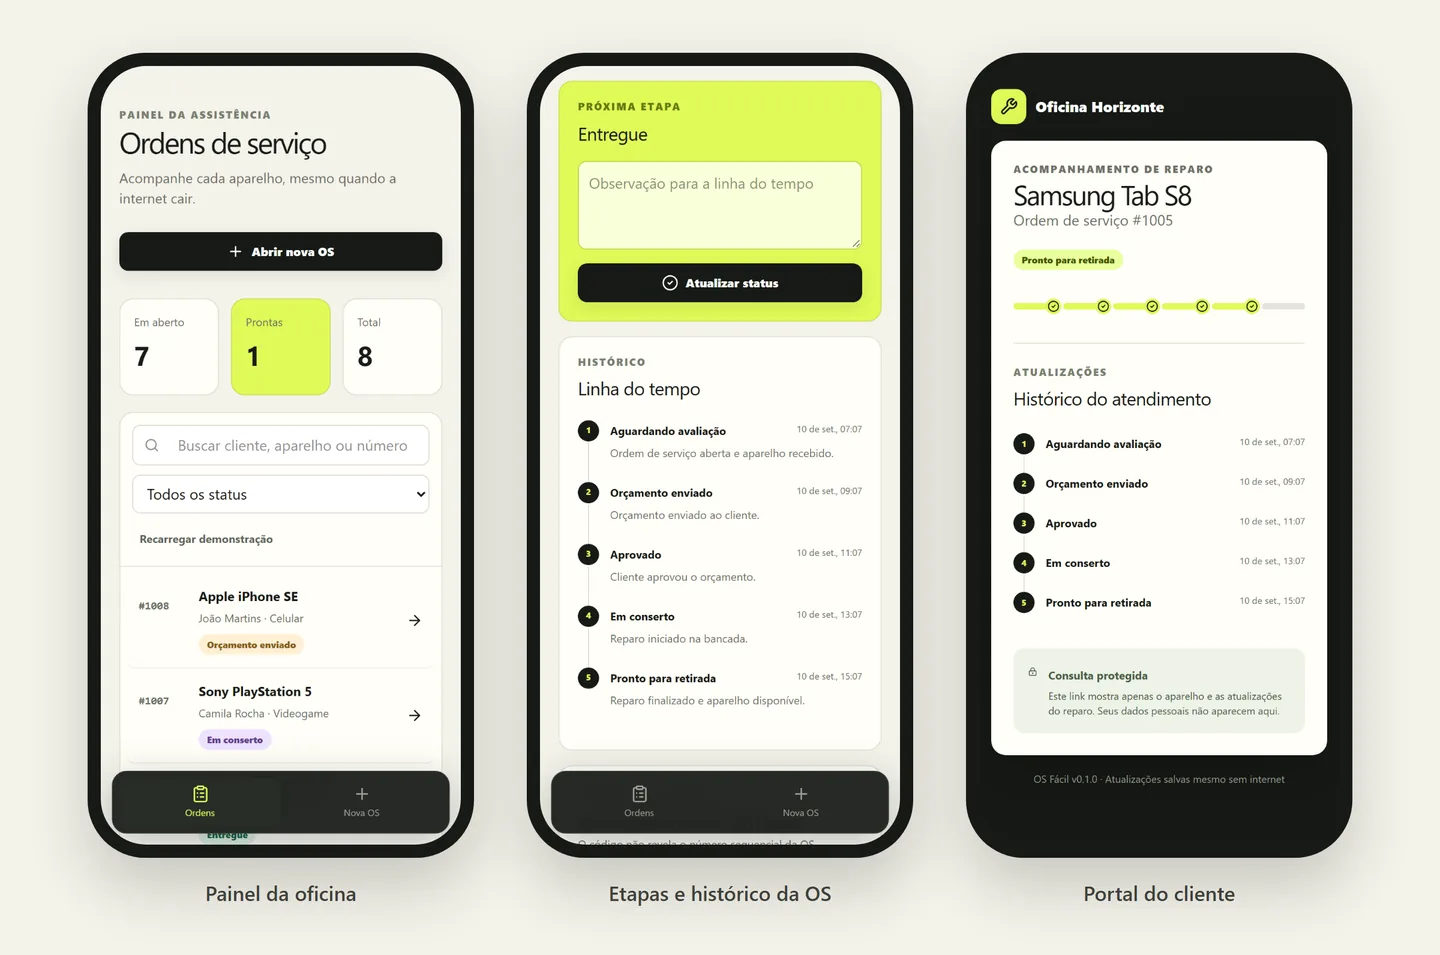 PAINEL DA ASSISTÊNCIA
Ordens de serviço
Acompanhe cada aparelho, mesmo quando a
internet cair.
Abrir nova OS
Em aberto
7
Prontas
1
Total
8
Buscar cliente, aparelho ou número
Todos os status
Recarregar demonstração
#1008
Apple iPhone SE
João Martins · Celular
Orçamento enviado
#1007
Sony PlayStation 5
Camila Rocha · Videogame
Em conserto
Ordens
Nova OS
Entregue
Painel da oficina
PRÓXIMA ETAPA
Entregue
Observação para a linha do tempo
Atualizar status
HISTÓRICO
Linha do tempo
1
Aguardando avaliação
10 de set., 07:07
Ordem de serviço aberta e aparelho recebido.
2
Orçamento enviado
10 de set., 09:07
Orçamento enviado ao cliente.
3
Aprovado
10 de set., 11:07
Cliente aprovou o orçamento.
4
Em conserto
10 de set., 13:07
Reparo iniciado na bancada.
5
Pronto para retirada
10 de set., 15:07
Reparo finalizado e aparelho disponível.
Ordens
Nova OS
O código não revela o número sequencial da OS
Etapas e histórico da OS
Oficina Horizonte
ACOMPANHAMENTO DE REPARO
Samsung Tab S8
Ordem de serviço #1005
Pronto para retirada
ATUALIZAÇÕES
Histórico do atendimento
1
Aguardando avaliação
10 de set., 07:07
2
Orçamento enviado
10 de set., 09:07
3
Aprovado
10 de set., 11:07
4
Em conserto
10 de set., 13:07
5
Pronto para retirada
10 de set., 15:07
Consulta protegida
Este link mostra apenas o aparelho e as atualizações
do reparo. Seus dados pessoais não aparecem aqui.
OS Fácil v0.1.0 · Atualizações salvas mesmo sem internet
Portal do cliente